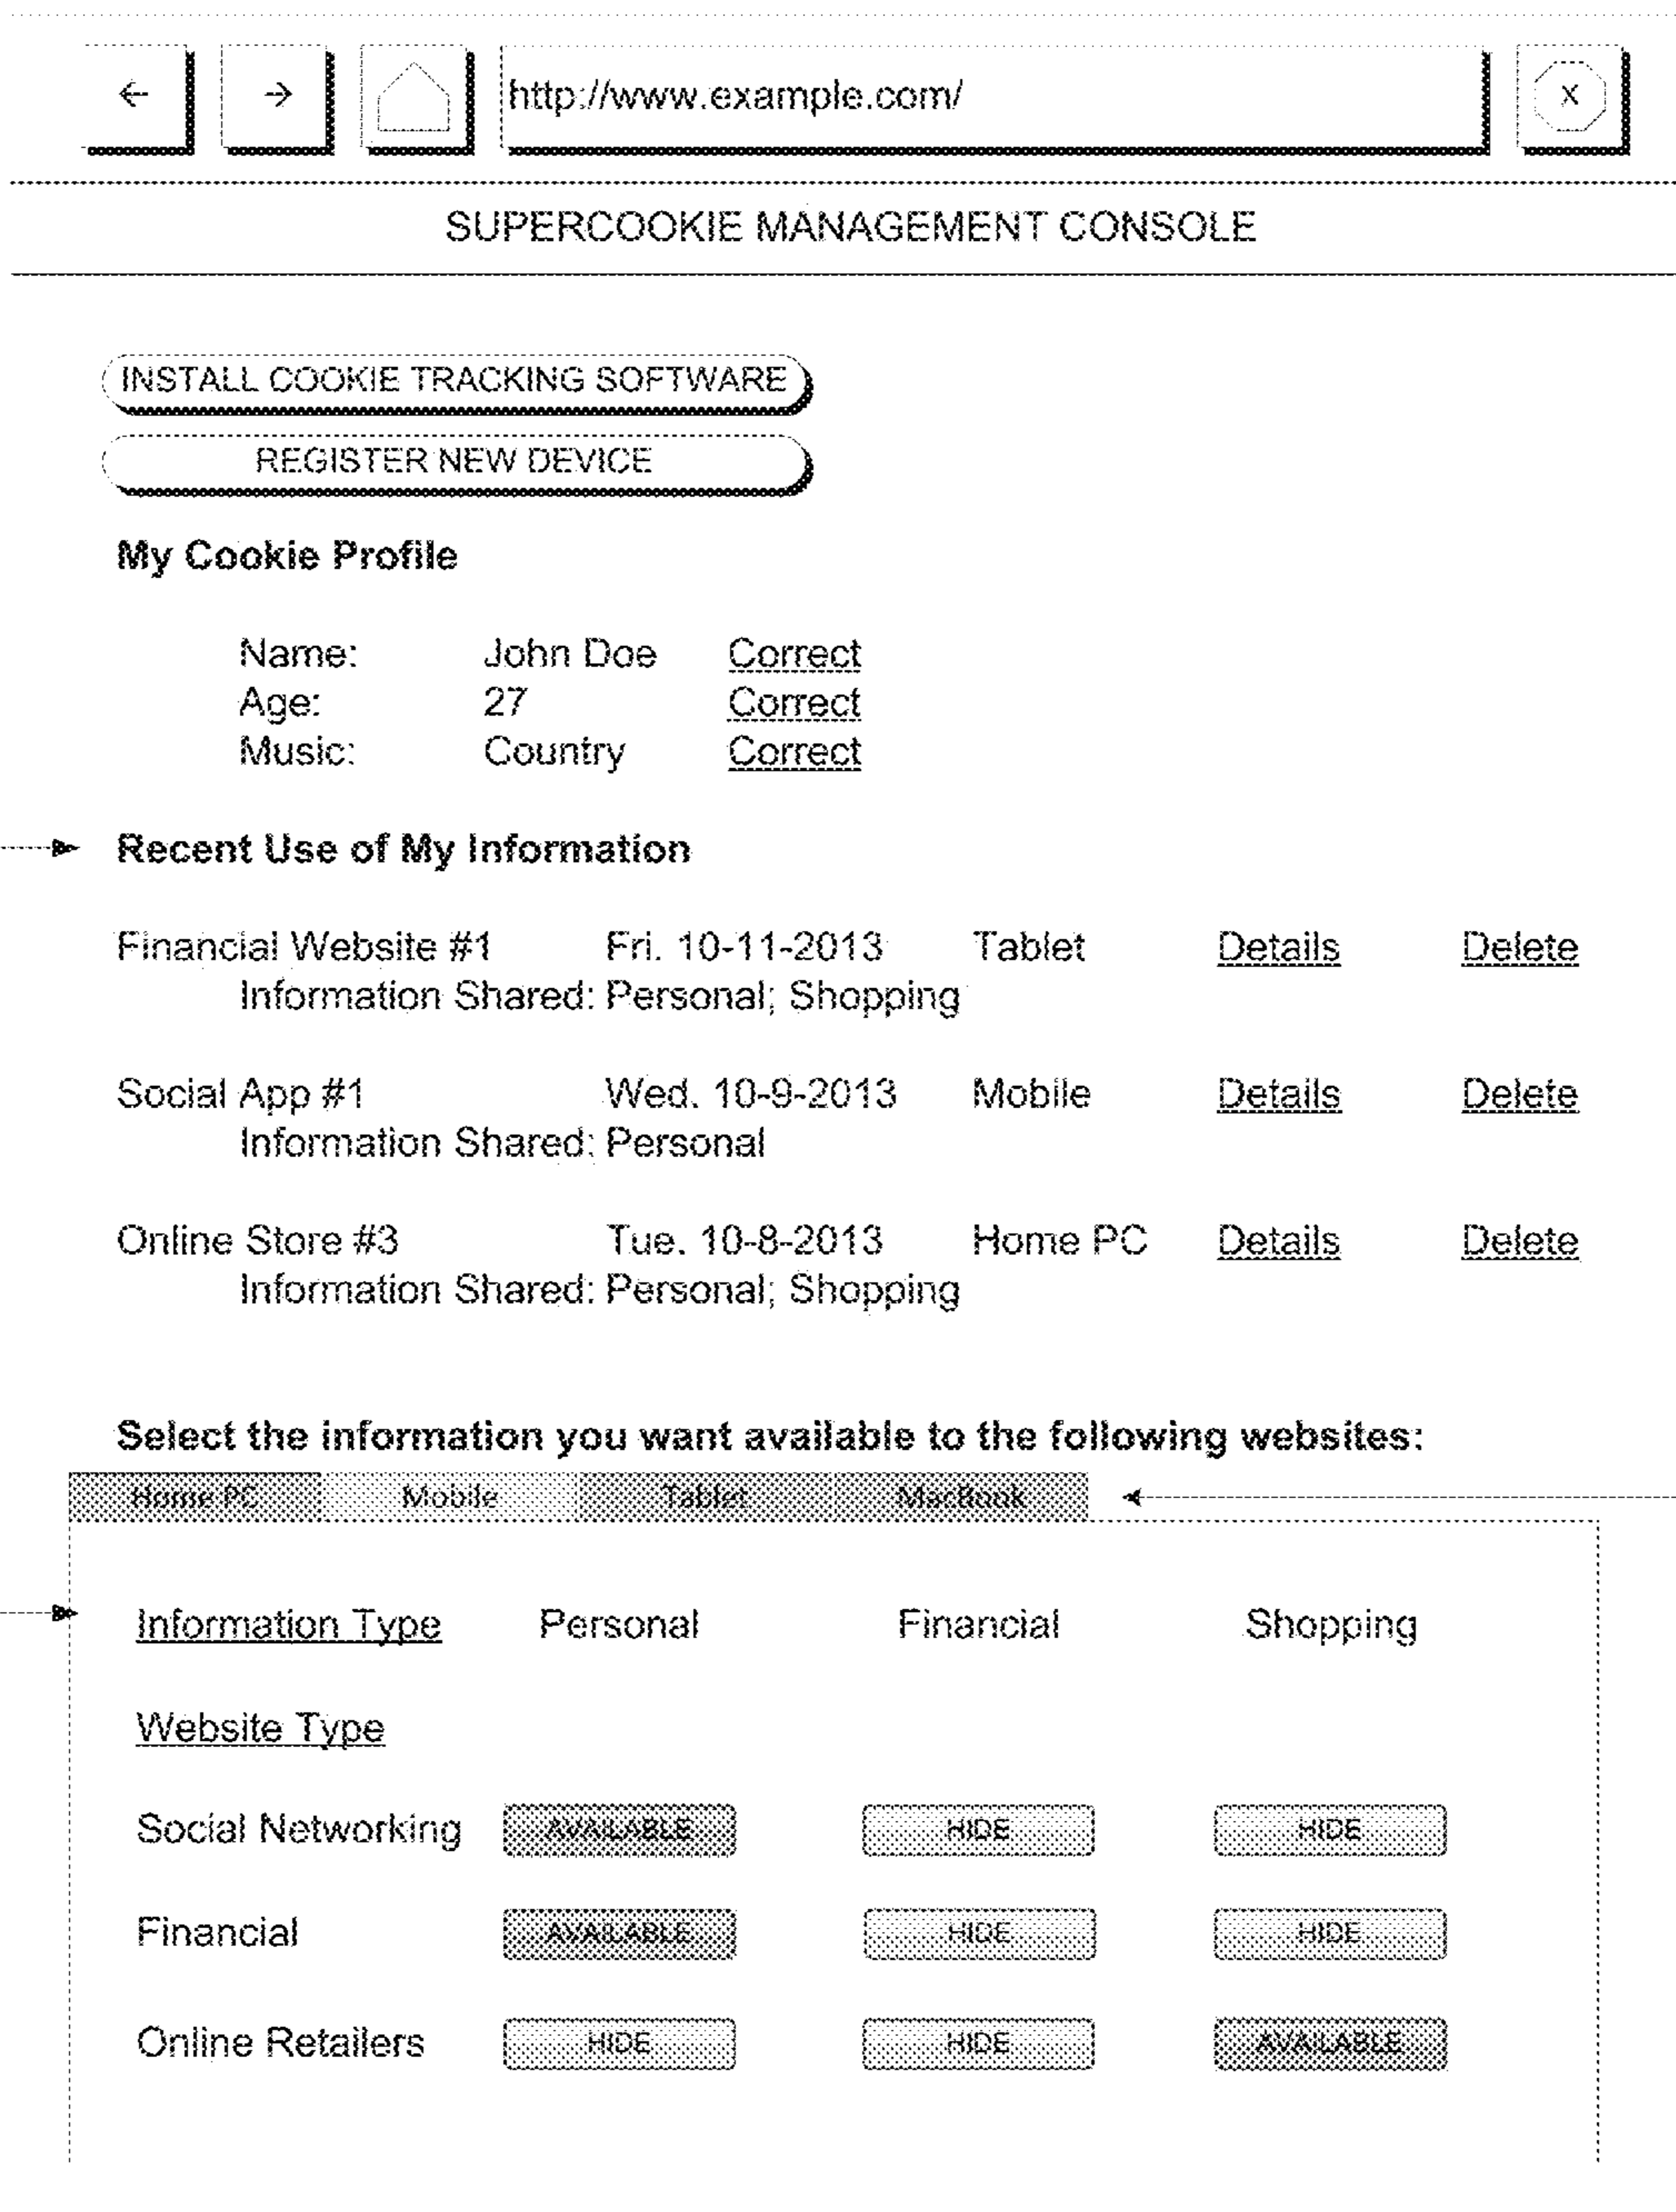 ← → http://www.example.com/ X
SUPERCOOKIE MANAGEMENT CONSOLE
INSTALL COOKIE TRACKING SOFTWARE
REGISTER NEW DEVICE
My Cookie Profile
Name: John Doe Correct
Age: 27 Correct
Music: Country Correct
Recent Use of My Information
Financial Website #1 Fri. 10-11-2013 Tablet Details Delete
Information Shared: Personal; Shopping
Social App #1 Wed. 10-9-2013 Mobile Details Delete
Information Shared: Personal
Online Store #3 Tue. 10-8-2013 Home PC Details Delete
Information Shared: Personal; Shopping
Select the information you want available to the following websites:
Home PC Mobile Tablet MacBook
Information Type Personal Financial Shopping
Website Type
Social Networking AVAILABLE HIDE HIDE
Financial AVAILABLE HIDE HIDE
Online Retailers HIDE HIDE AVAILABLE